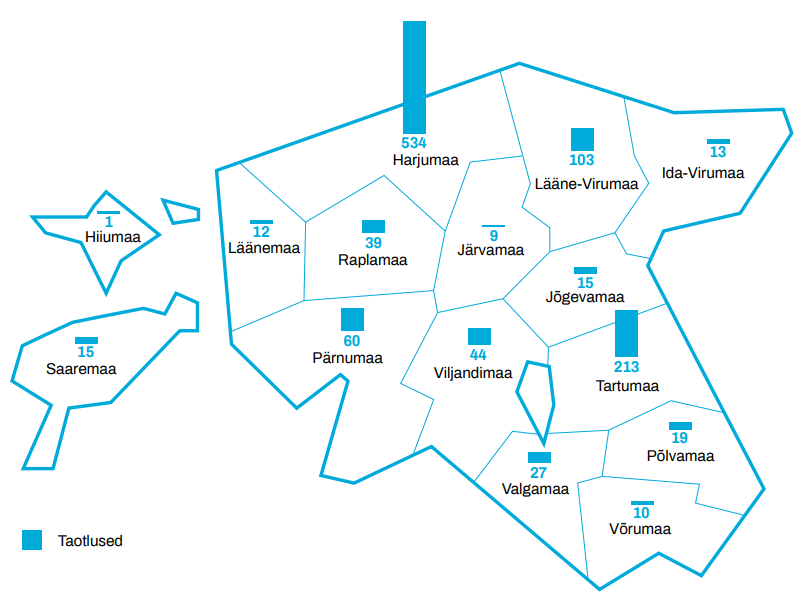 534
Harjumaa
103
Lääne-Virumaa
13
Ida-Virumaa
1
Hiiumaa
12
Läänemaa
39
Raplamaa
9
Järvamaa
15
Jõgevamaa
15
Saaremaa
60
Pärnumaa
44
Viljandimaa
213
Tartumaa
19
Põlvamaa
27
Valgamaa
10
Võrumaa
Taotlused